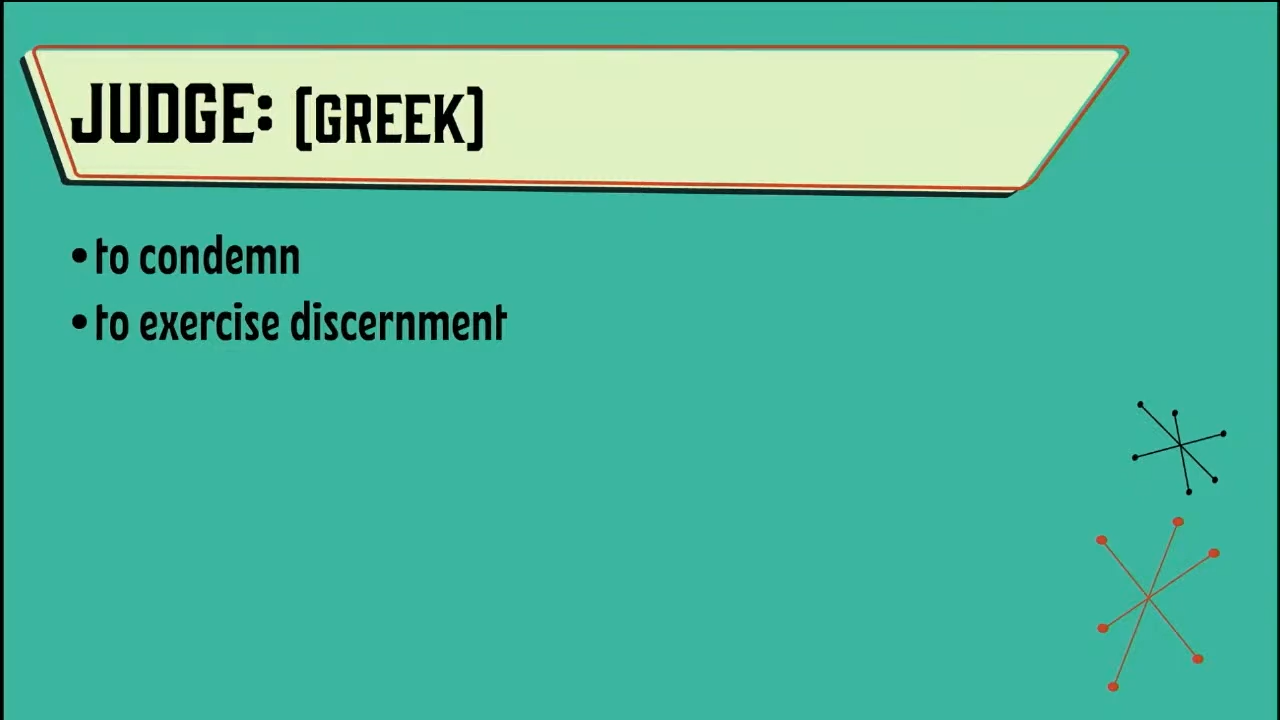 JUDGE: [GREEK]
• to condemn
• to exercise discernment